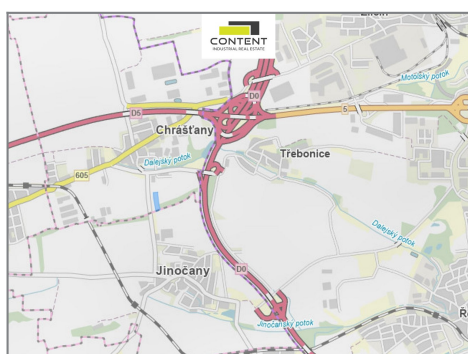 CONTENT
INDUSTRIAL REAL ESTATE
Motolský potok
D0
D5
5
Chrášťany
Třebonice
Dalejský potok
605
Dalejský potok
Jinočany
D0
Jinočanský potok